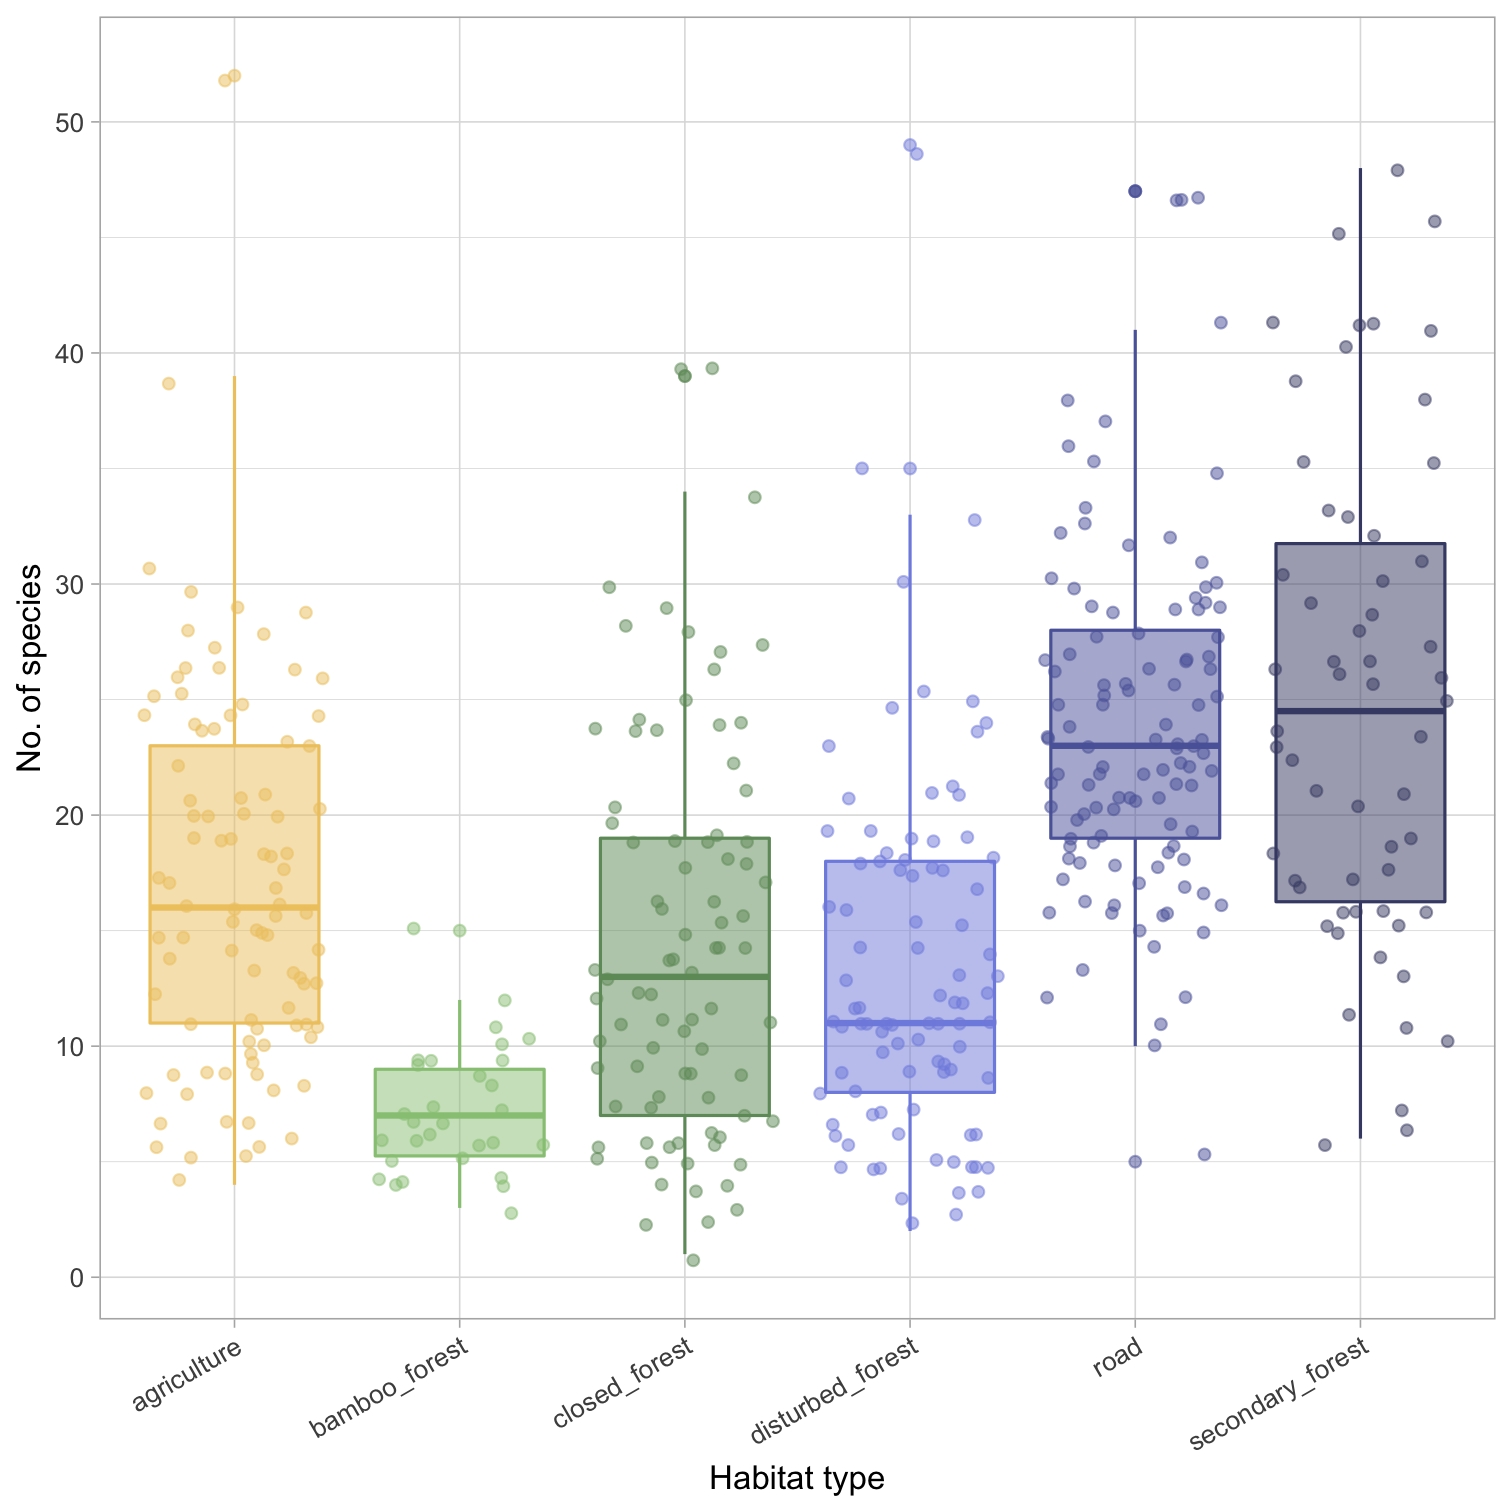 No. of species
50
40
30
20
10
0
agriculture
bamboo_forest
closed_forest
disturbed_forest
road
secondary_forest
Habitat type